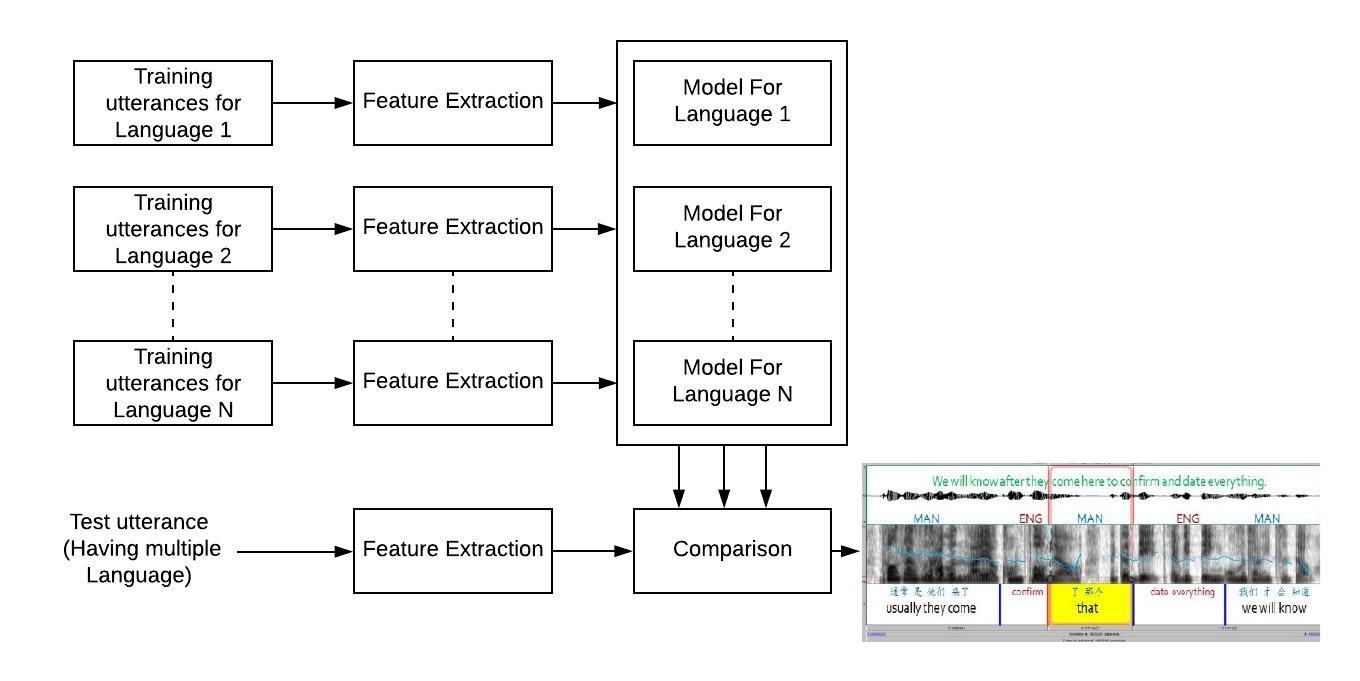 Training
utterances for
Language 1
Feature Extraction
Model For
Language 1
Training
utterances for
Language 2
Feature Extraction
Model For
Language 2
Training
utterances for
Language N
Feature Extraction
Model For
Language N
Test utterance
(Having multiple
Language)
Feature Extraction
Comparison
We will know after they come here to confirm and date everything.
MAN ENG MAN ENG MAN
通常 是 他们 来了 confirm 了 那个 date everything 我们 才 会 知道
usually they come that we will know